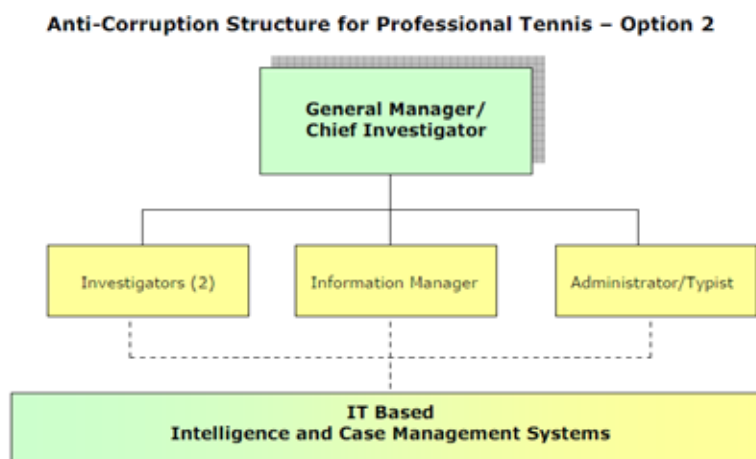 Anti-Corruption Structure for Professional Tennis – Option 2
General Manager/
Chief Investigator
Investigators (2)
Information Manager
Administrator/Typist
IT Based
Intelligence and Case Management Systems